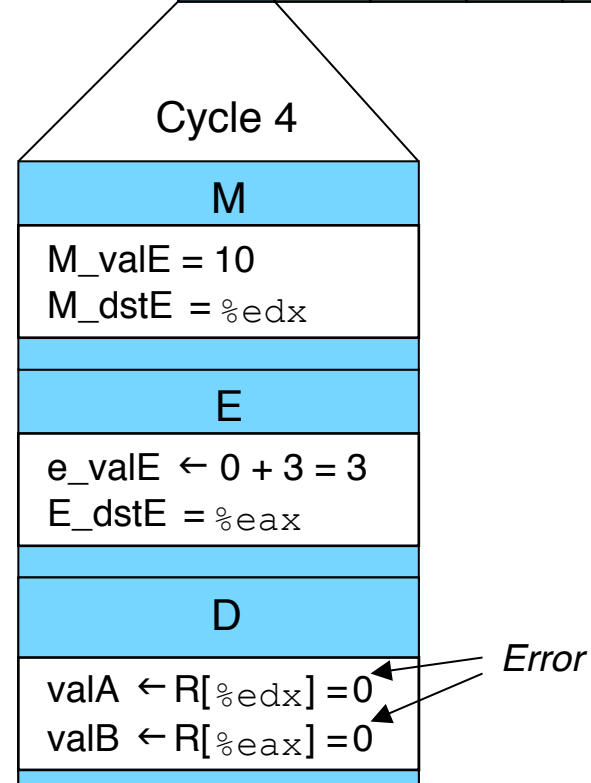 Cycle 4
M
M_valE = 10
M_dstE = %edx
E
e_valE ← 0 + 3 = 3
E_dstE = %eax
D
Error
valA ← R[%edx] = 0
valB ← R[%eax] = 0